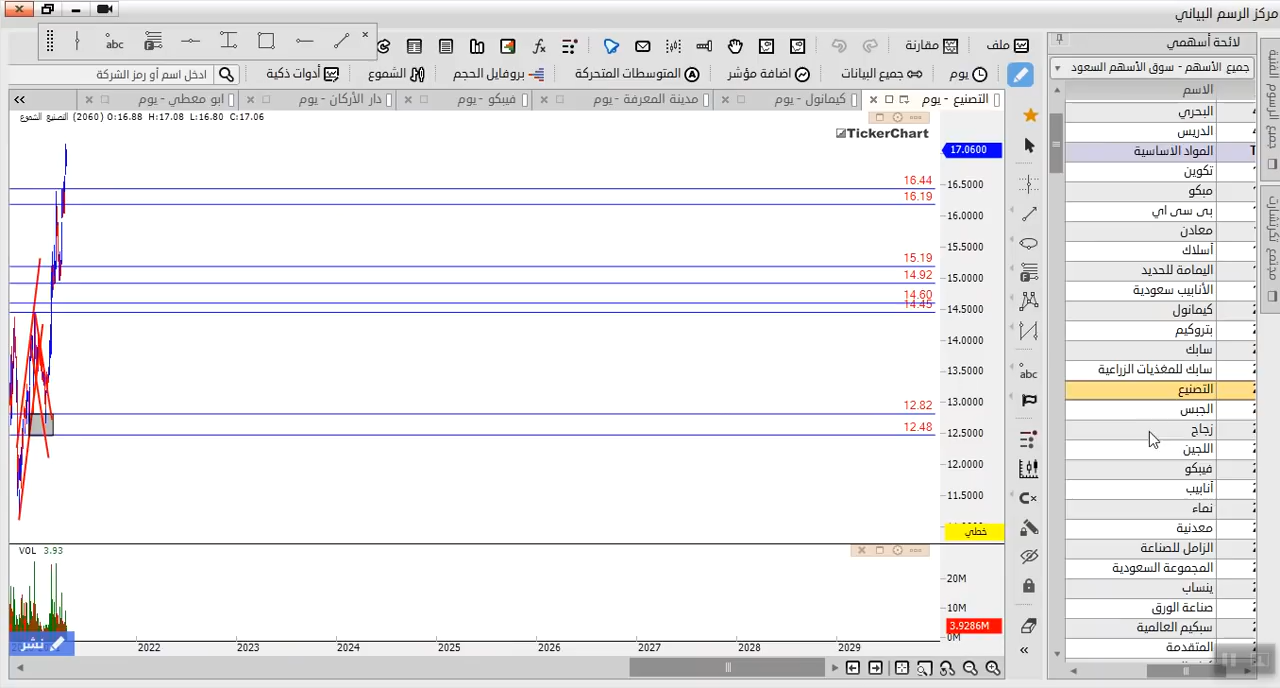 مركز الرسم البياني
لائحة أسهمي
abc
ملف
مقارنة
fx
جميع الأسهم - سوق الأسهم السعود
يوم
جميع البيانات
اضافة مؤشر
المتوسطات المتحركة
بروفايل الحجم
الشموع
أدوات ذكية
ادخل اسم أو رمز الشركة
التصنيع - يوم
كيمانول - يوم
مدينة المعرفة - يوم
فيبكو - يوم
دار الأركان - يوم
ابو معطي - يوم
التصنيع الشموع (2060) O:16.88 H:17.08 L:16.80 C:17.06
TickerChart
17.0600
16.5000
16.0000
15.5000
15.0000
14.5000
14.0000
13.5000
13.0000
12.5000
12.0000
11.5000
16.44
16.19
15.19
14.92
14.60
14.45
12.82
12.48
خطي
VOL 3.93
20M
10M
3.9286M
0M
2022
2023
2024
2025
2026
2027
2028
2029
نشر
abc
الاسم
البحري
الدريس
المواد الاساسية
تكوين
مبكو
بى سى اي
معادن
أسلاك
اليمامة للحديد
الأنابيب سعودية
كيمانول
بتروكيم
سابك
سابك للمغذيات الزراعية
التصنيع
الجبس
زجاج
اللجين
فيبكو
أنابيب
نماء
معدنية
الزامل للصناعة
المجموعة السعودية
ينساب
صناعة الورق
سبكيم العالمية
المتقدمة
مجتمع تكرتشارت